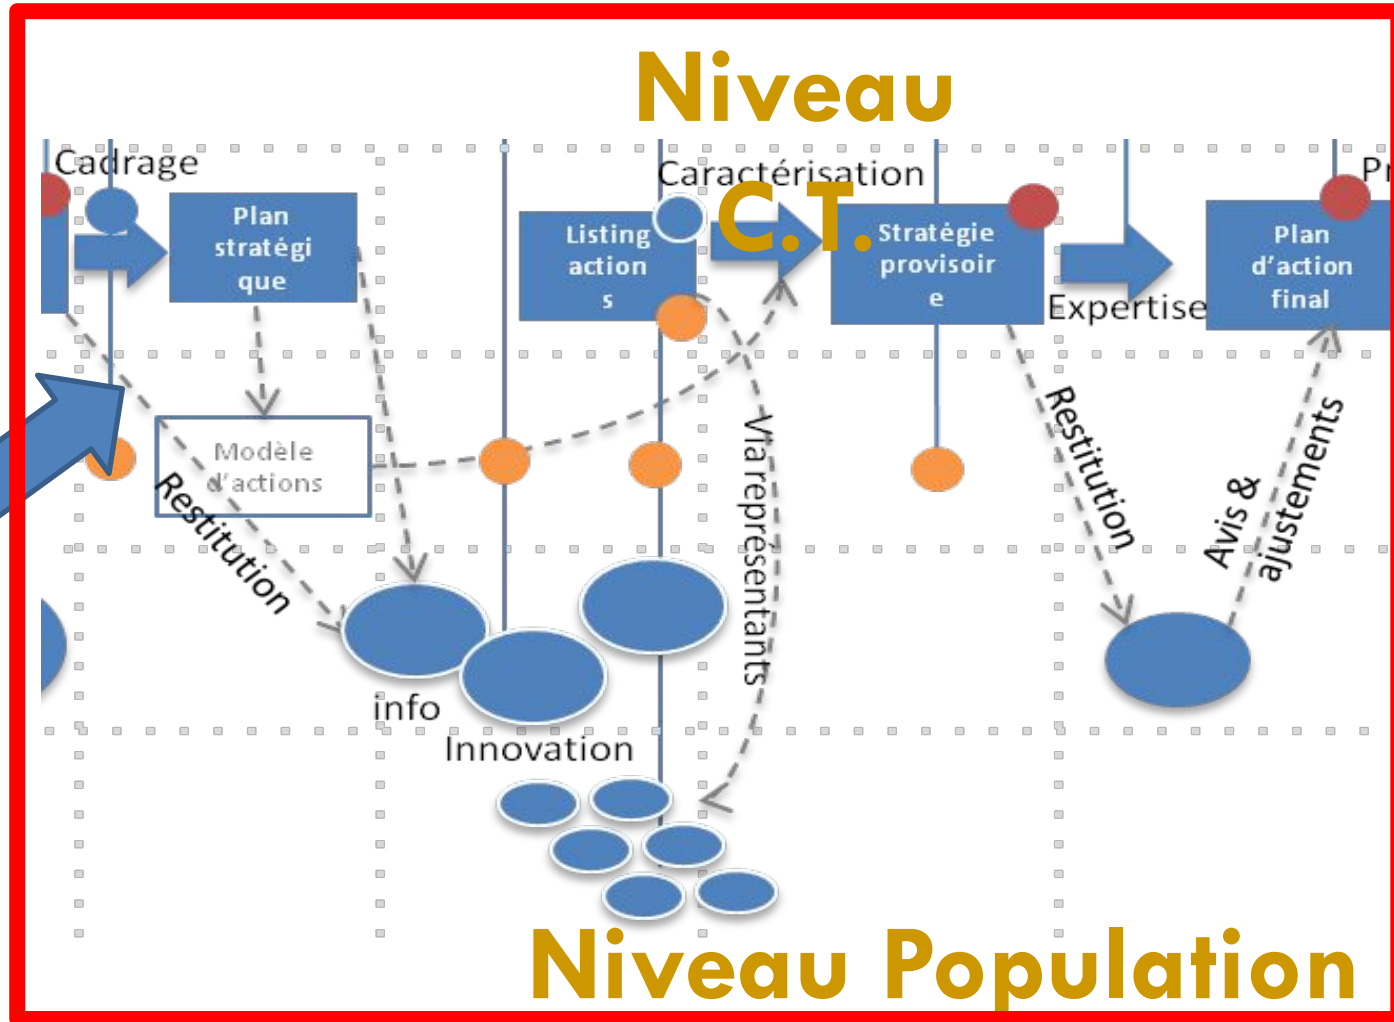 Niveau
C.T.
Cadrage
Caractérisation
Pr
Plan
stratégi
que
Listing
action
s
Stratégie
provisoir
e
Plan
d’action
final
Expertise
Modèle
d’actions
Restitution
Via représentants
Restitution
Avis &
ajustements
info
Innovation
Niveau Population